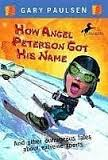 GARY PAULSEN
HOW ANGEL
PETERSON GOT
HIS NAME
And other outrageous tales
about extreme sports